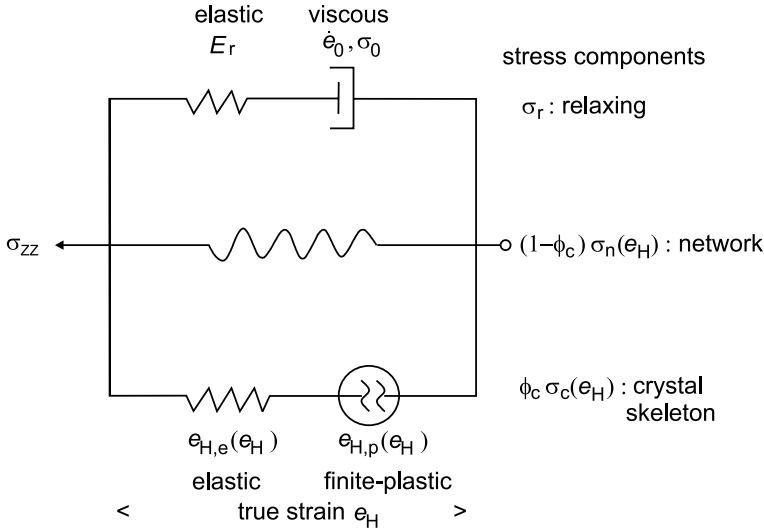 elastic
E_r
viscous
ė_0, σ_0
stress components
σ_r : relaxing
σ_ZZ
(1−ϕ_c) σ_n(e_H) : network
ϕ_c σ_c(e_H) : crystal
skeleton
e_H,e(e_H)
e_H,p(e_H)
elastic
finite-plastic
< true strain e_H >